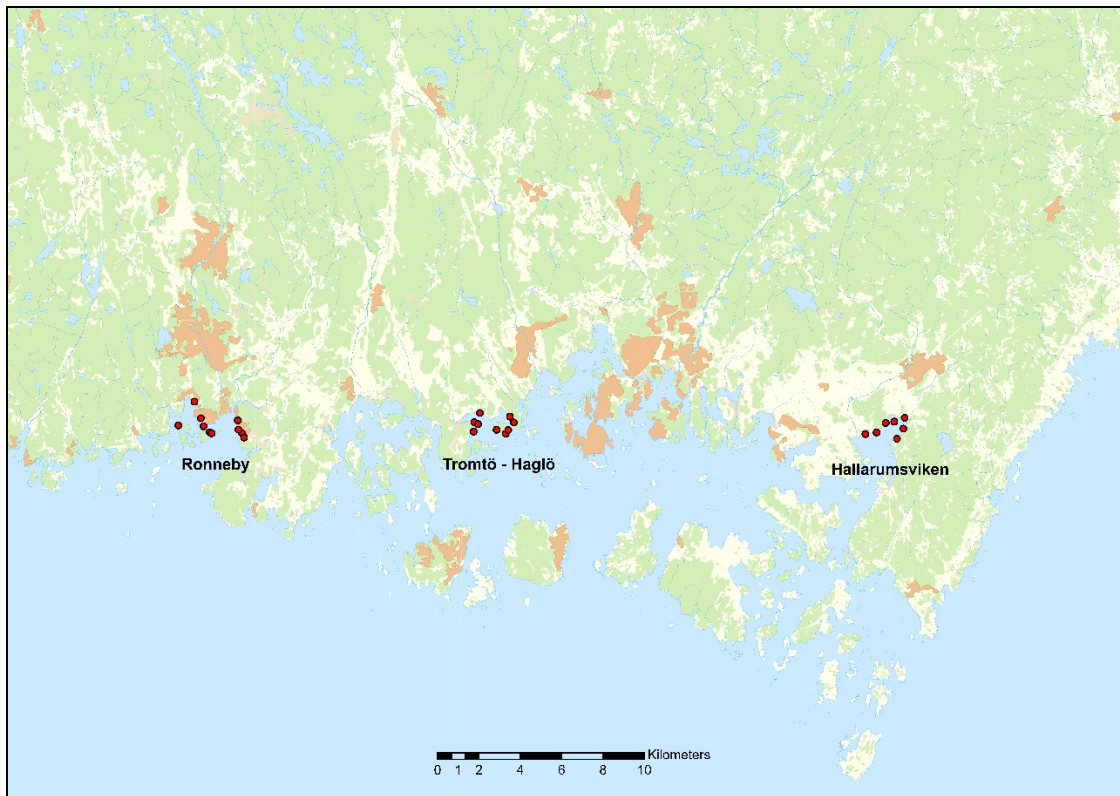 Ronneby
Tromtö - Haglö
Hallarumsviken
Kilometers
0 1 2 4 6 8 10